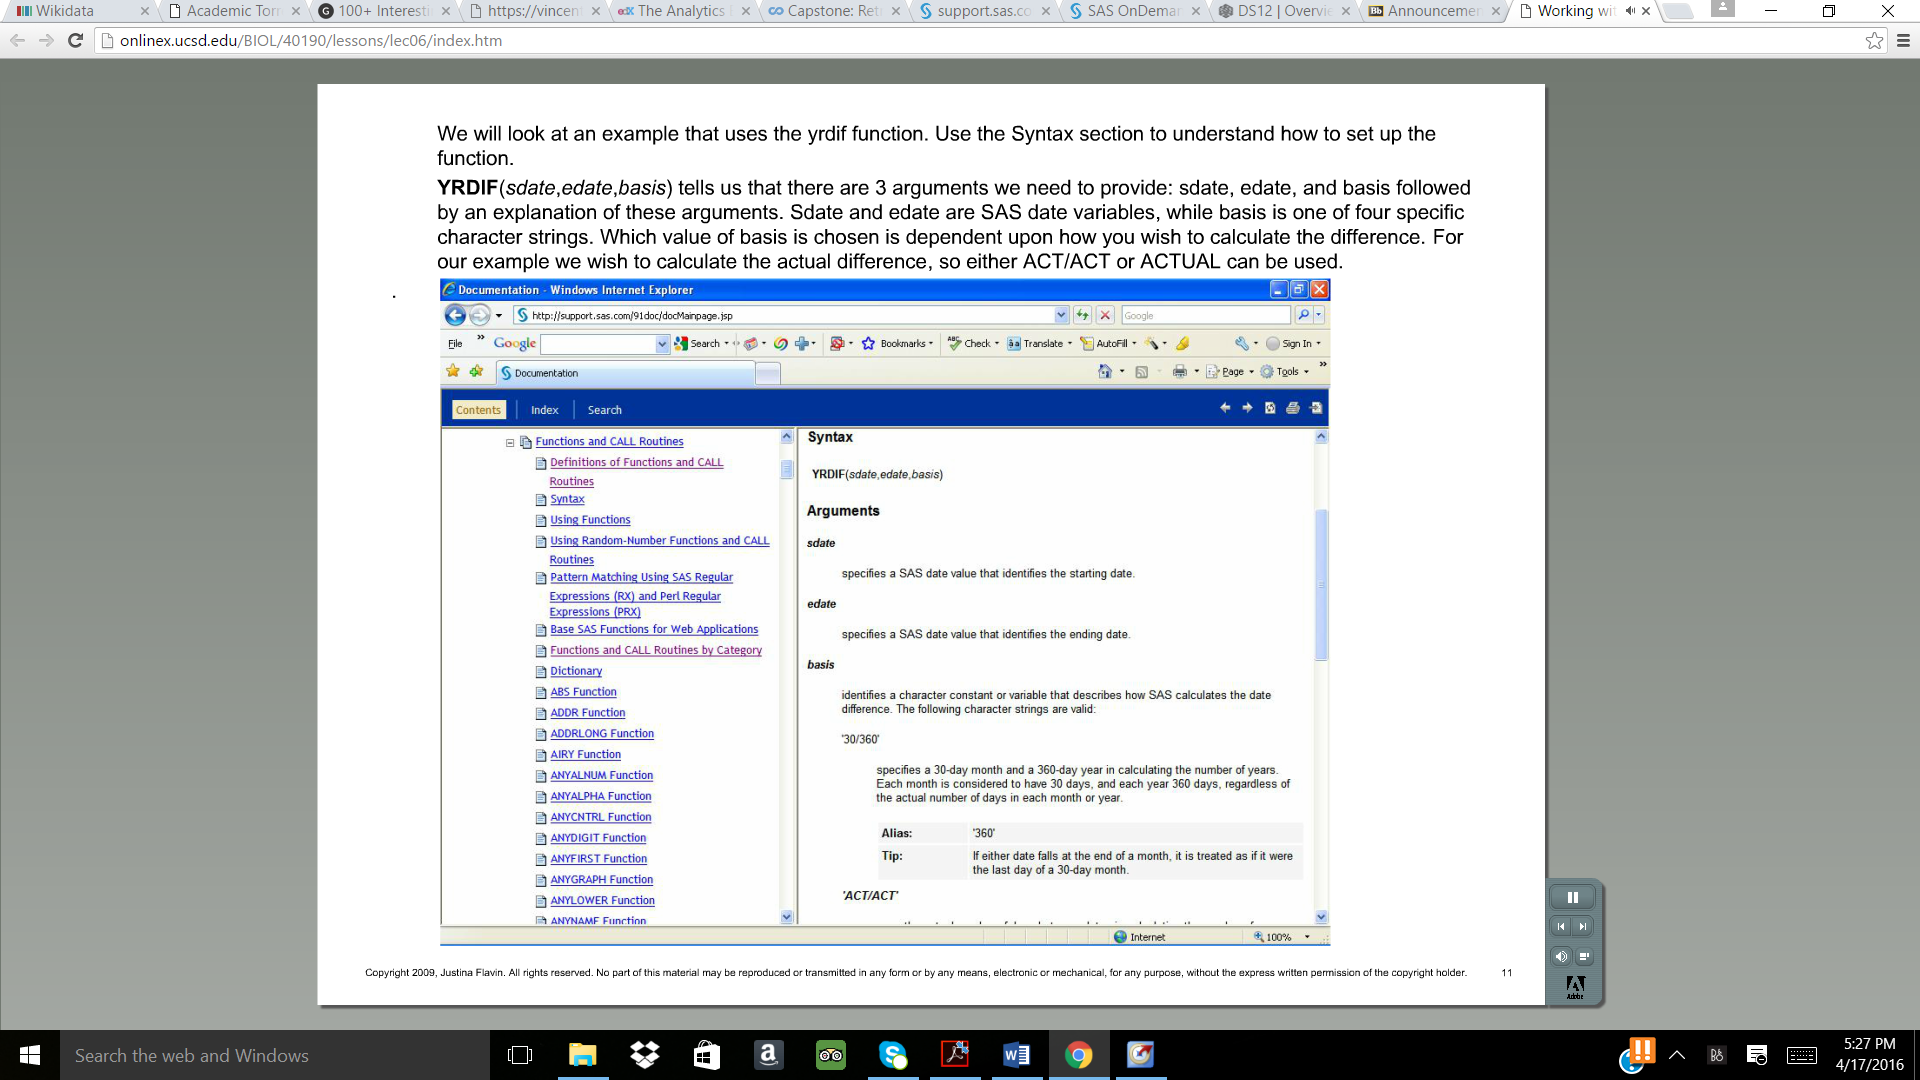 Wikidata
Academic Torr
100+ Interesti
https://vincen
edX The Analytics
Capstone: Ret
support.sas.co
SAS OnDeman
DS12 | Overvie
Bb Announcemen
Working wit
onlinex.ucsd.edu/BIOL/40190/lessons/lec06/index.htm
We will look at an example that uses the yrdif function. Use the Syntax section to understand how to set up the
function.
YRDIF(sdate,edate,basis) tells us that there are 3 arguments we need to provide: sdate, edate, and basis followed
by an explanation of these arguments. Sdate and edate are SAS date variables, while basis is one of four specific
character strings. Which value of basis is chosen is dependent upon how you wish to calculate the difference. For
our example we wish to calculate the actual difference, so either ACT/ACT or ACTUAL can be used.
.
Documentation - Windows Internet Explorer
http://support.sas.com/91doc/docMainpage.jsp
Google
File » Google Search Bookmarks Check Translate AutoFill Sign In
Documentation
Page Tools »
Contents Index Search
Functions and CALL Routines
Definitions of Functions and CALL
Routines
Syntax
Using Functions
Using Random-Number Functions and CALL
Routines
Pattern Matching Using SAS Regular
Expressions (RX) and Perl Regular
Expressions (PRX)
Base SAS Functions for Web Applications
Functions and CALL Routines by Category
Dictionary
ABS Function
ADDR Function
ADDRLONG Function
AIRY Function
ANYALNUM Function
ANYALPHA Function
ANYCNTRL Function
ANYDIGIT Function
ANYFIRST Function
ANYGRAPH Function
ANYLOWER Function
ANYNAME Function
Syntax
YRDIF(sdate,edate,basis)
Arguments
sdate
specifies a SAS date value that identifies the starting date.
edate
specifies a SAS date value that identifies the ending date.
basis
identifies a character constant or variable that describes how SAS calculates the date
difference. The following character strings are valid:
'30/360'
specifies a 30-day month and a 360-day year in calculating the number of years.
Each month is considered to have 30 days, and each year 360 days, regardless of
the actual number of days in each month or year.
Alias: '360'
Tip: If either date falls at the end of a month, it is treated as if it were
the last day of a 30-day month.
'ACT/ACT'
Internet
100%
Copyright 2009, Justina Flavin. All rights reserved. No part of this material may be reproduced or transmitted in any form or by any means, electronic or mechanical, for any purpose, without the express written permission of the copyright holder.
11
Adobe
Search the web and Windows
5:27 PM
4/17/2016